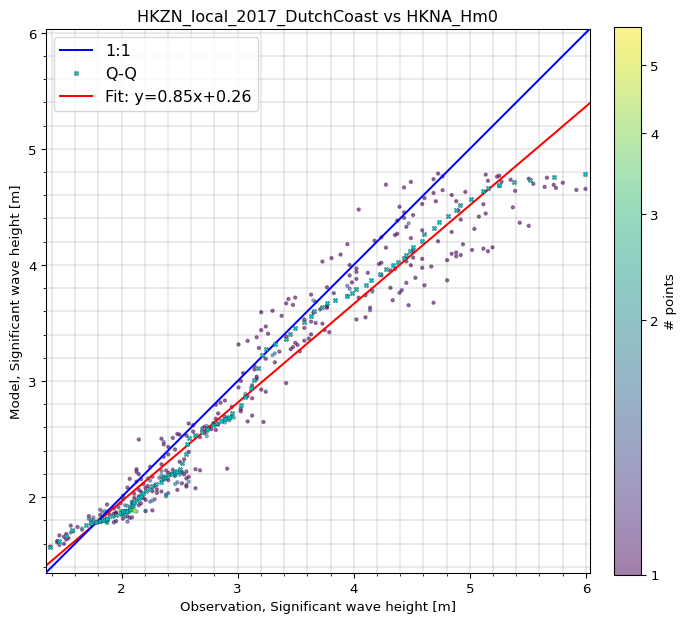 HKZN_local_2017_DutchCoast vs HKNA_Hm0
1:1
Q-Q
Fit: y=0.85x+0.26
Model, Significant wave height [m]
6
5
4
3
2
2
3
4
5
6
Observation, Significant wave height [m]
5
4
3
2
1
# points